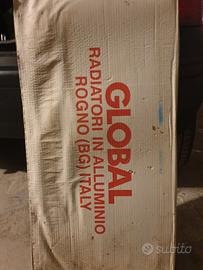 GLOBAL
RADIATORI IN ALLUMINIO
ROGNO (BG) ITALY
subito